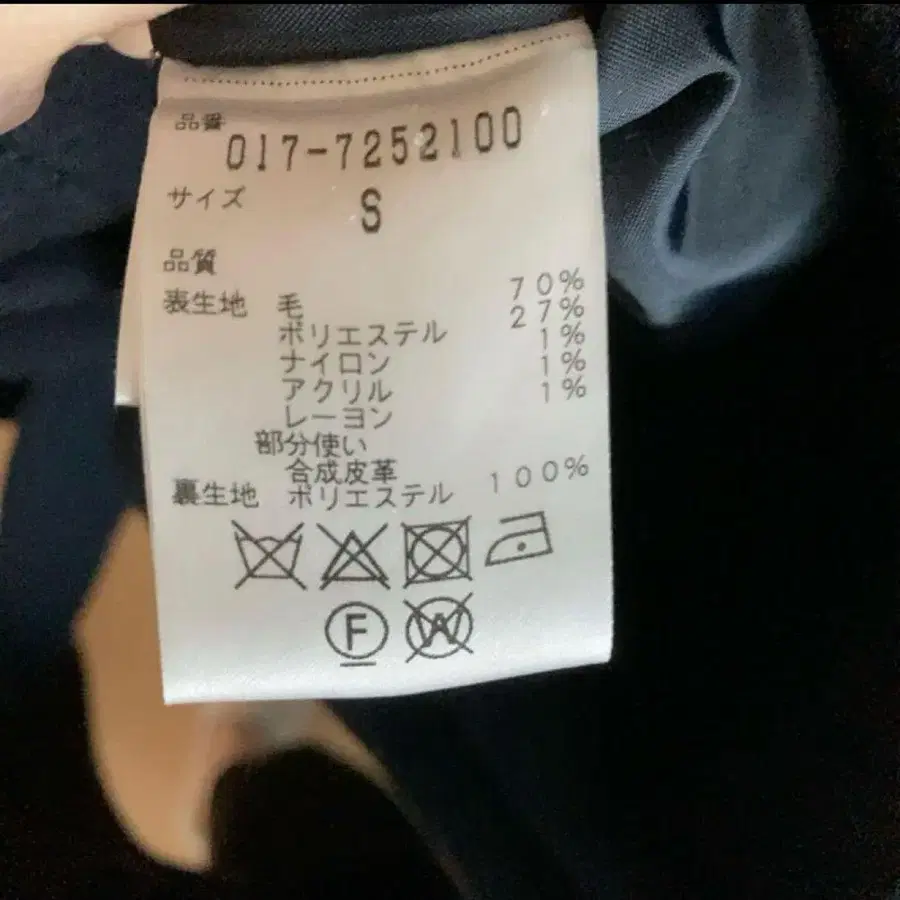 品番
017-7252100
サイズ S
品質
表生地 毛 70%
ポリエステル 27%
ナイロン 1%
アクリル 1%
レーヨン 1%
部分使い
合成皮革
裏生地 ポリエステル 100%
F W